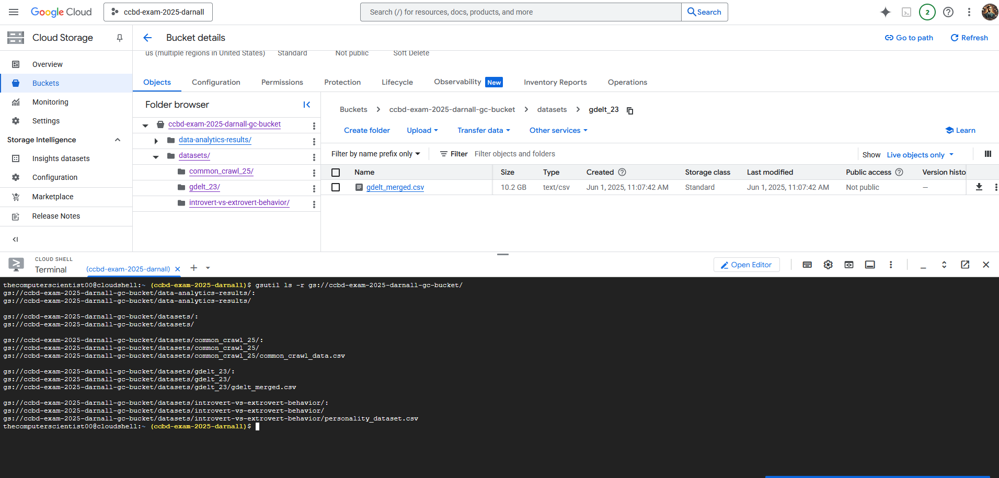 Google Cloud
ccbd-exam-2025-darnall
Search (/) for resources, docs, products, and more
Search
2
Cloud Storage
Bucket details
Go to path
Refresh
us (multiple regions in United States) Standard Not public Soft Delete
Overview
Buckets
Monitoring
Settings
Storage Intelligence
Insights datasets
Configuration
Marketplace
Release Notes
Objects Configuration Permissions Protection Lifecycle Observability New Inventory Reports Operations
Folder browser
ccbd-exam-2025-darnall-gc-bucket
data-analytics-results/
datasets/
common_crawl_25/
gdelt_23/
introvert-vs-extrovert-behavior/
Buckets > ccbd-exam-2025-darnall-gc-bucket > datasets > gdelt_23
Create folder Upload Transfer data Other services Learn
Filter by name prefix only Filter Filter objects and folders Show Live objects only
Name Size Type Created Storage class Last modified Public access Version histo
gdelt_merged.csv 10.2 GB text/csv Jun 1, 2025, 11:07:42 AM Standard Jun 1, 2025, 11:07:42 AM Not public —
CLOUD SHELL
Terminal
(ccbd-exam-2025-darnall)
Open Editor
thecomputerscientist00@cloudshell:~ (ccbd-exam-2025-darnall)$ gsutil ls -r gs://ccbd-exam-2025-darnall-gc-bucket/
gs://ccbd-exam-2025-darnall-gc-bucket/data-analytics-results/:
gs://ccbd-exam-2025-darnall-gc-bucket/data-analytics-results/
gs://ccbd-exam-2025-darnall-gc-bucket/datasets/:
gs://ccbd-exam-2025-darnall-gc-bucket/datasets/
gs://ccbd-exam-2025-darnall-gc-bucket/datasets/common_crawl_25/:
gs://ccbd-exam-2025-darnall-gc-bucket/datasets/common_crawl_25/
gs://ccbd-exam-2025-darnall-gc-bucket/datasets/common_crawl_25/common_crawl_data.csv
gs://ccbd-exam-2025-darnall-gc-bucket/datasets/gdelt_23/:
gs://ccbd-exam-2025-darnall-gc-bucket/datasets/gdelt_23/
gs://ccbd-exam-2025-darnall-gc-bucket/datasets/gdelt_23/gdelt_merged.csv
gs://ccbd-exam-2025-darnall-gc-bucket/datasets/introvert-vs-extrovert-behavior/:
gs://ccbd-exam-2025-darnall-gc-bucket/datasets/introvert-vs-extrovert-behavior/
gs://ccbd-exam-2025-darnall-gc-bucket/datasets/introvert-vs-extrovert-behavior/personality_dataset.csv
thecomputerscientist00@cloudshell:~ (ccbd-exam-2025-darnall)$